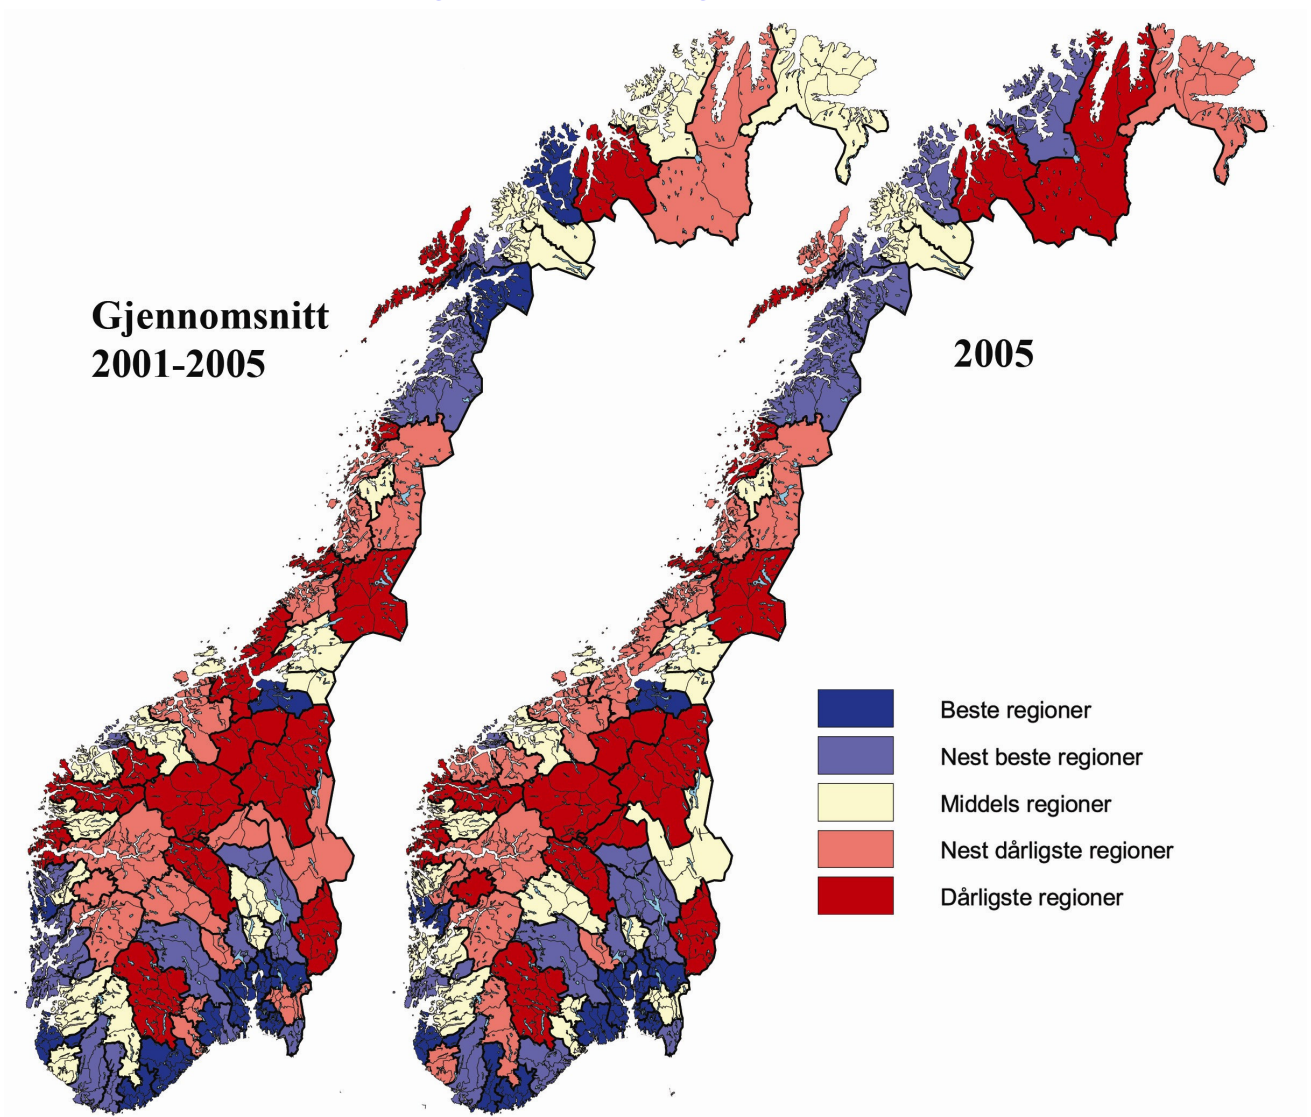 Gjennomsnitt
2001-2005
2005
Beste regioner
Nest beste regioner
Middels regioner
Nest dårligste regioner
Dårligste regioner